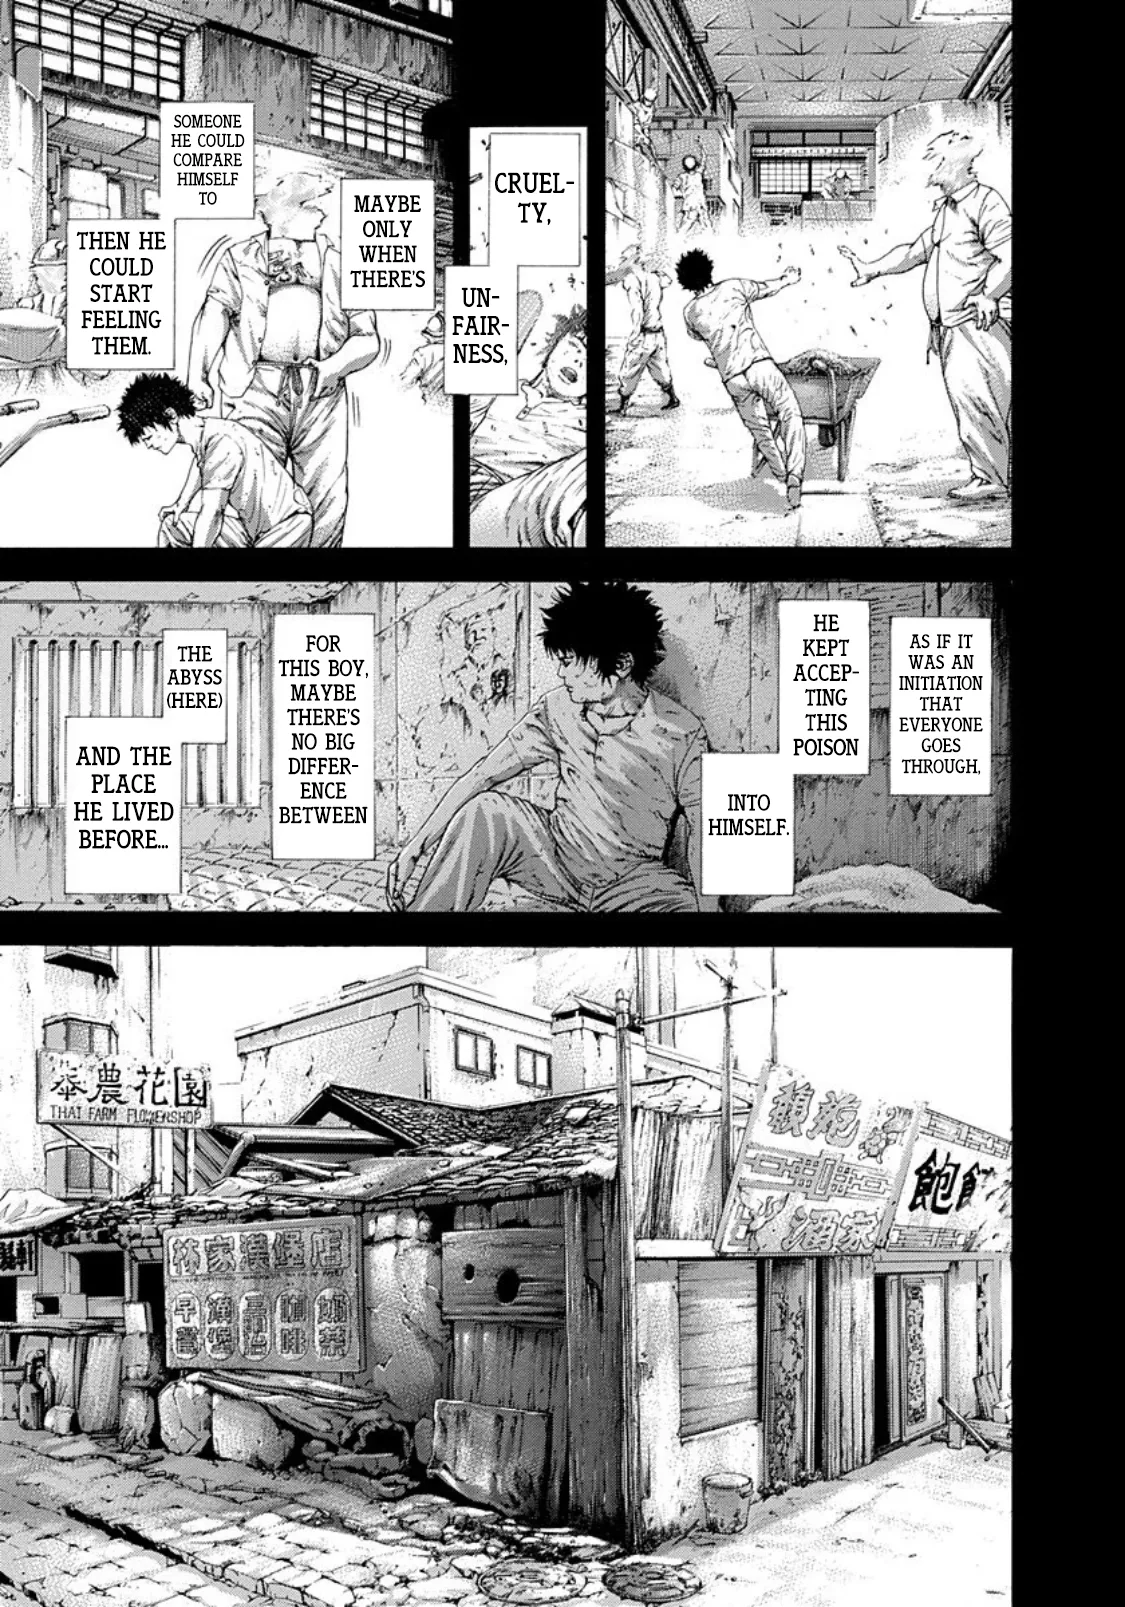 CRUEL-
TY,
UN-
FAIR-
NESS,
MAYBE
ONLY
WHEN
THERE'S
SOMEONE
HE COULD
COMPARE
HIMSELF
TO
THEN HE
COULD
START
FEELING
THEM.
AS IF IT
WAS AN
INITIATION
THAT
EVERYONE
GOES
THROUGH,
HE
KEPT
ACCEP-
TING
THIS
POISON
INTO
HIMSELF.
FOR
THIS BOY,
MAYBE
THERE'S
NO BIG
DIFFER-
ENCE
BETWEEN
THE
ABYSS
(HERE)
AND THE
PLACE
HE LIVED
BEFORE...
泰農花園
THAI FARM FLOWERSHOP
林家漢堡店
早餐
漢堡
三明治
咖啡
奶茶
軒
酒家
飽